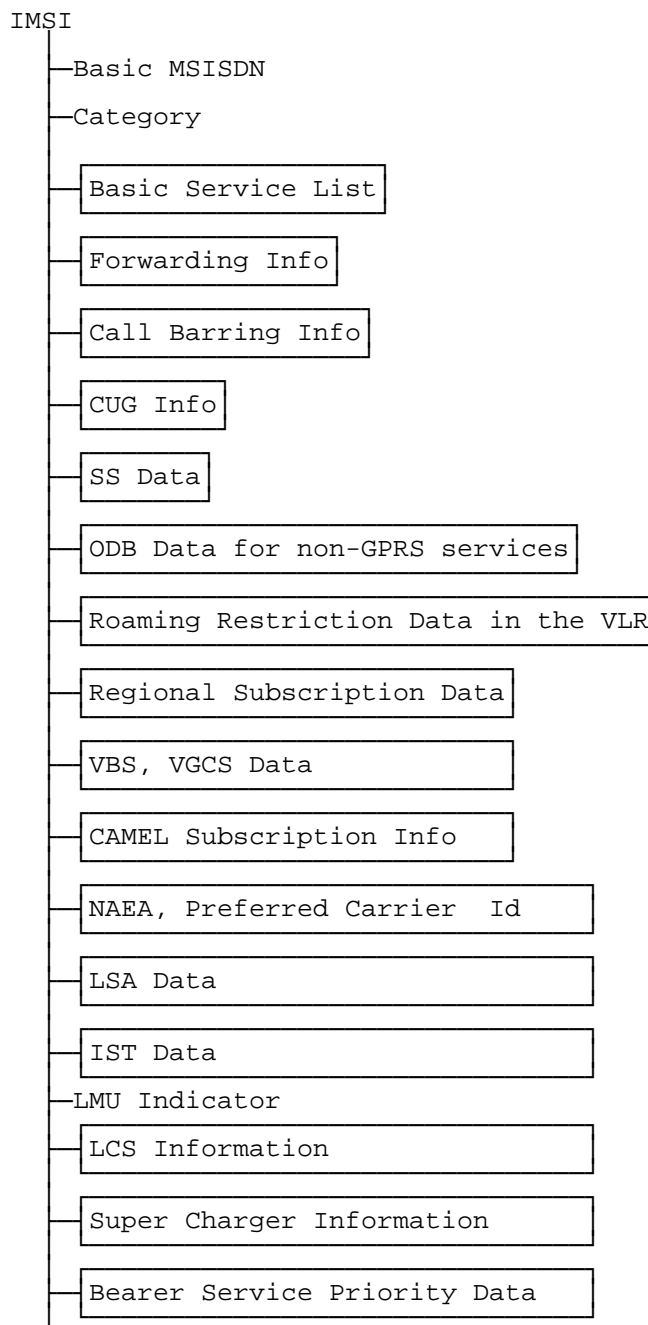 IMSI
Basic MSISDN
Category
Basic Service List
Forwarding Info
Call Barring Info
CUG Info
SS Data
ODB Data for non-GPRS services
Roaming Restriction Data in the VLR
Regional Subscription Data
VBS, VGCS Data
CAMEL Subscription Info
NAEA, Preferred Carrier Id
LSA Data
IST Data
LMU Indicator
LCS Information
Super Charger Information
Bearer Service Priority Data